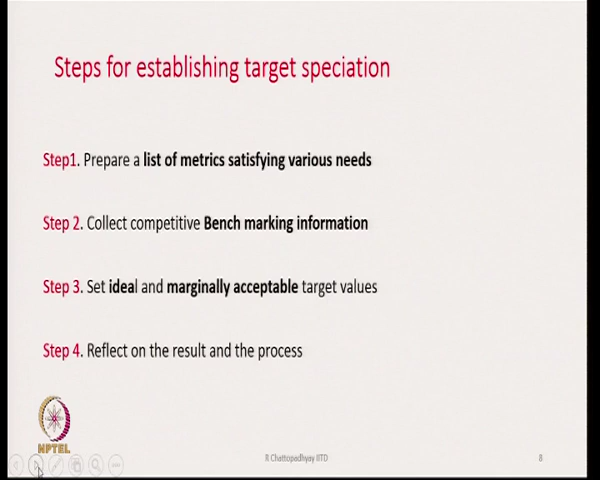 Steps for establishing target speciation
Step1. Prepare a list of metrics satisfying various needs
Step 2. Collect competitive Bench marking information
Step 3. Set ideal and marginally acceptable target values
Step 4. Reflect on the result and the process
NPTEL
R Chattopadhyay IITD
8